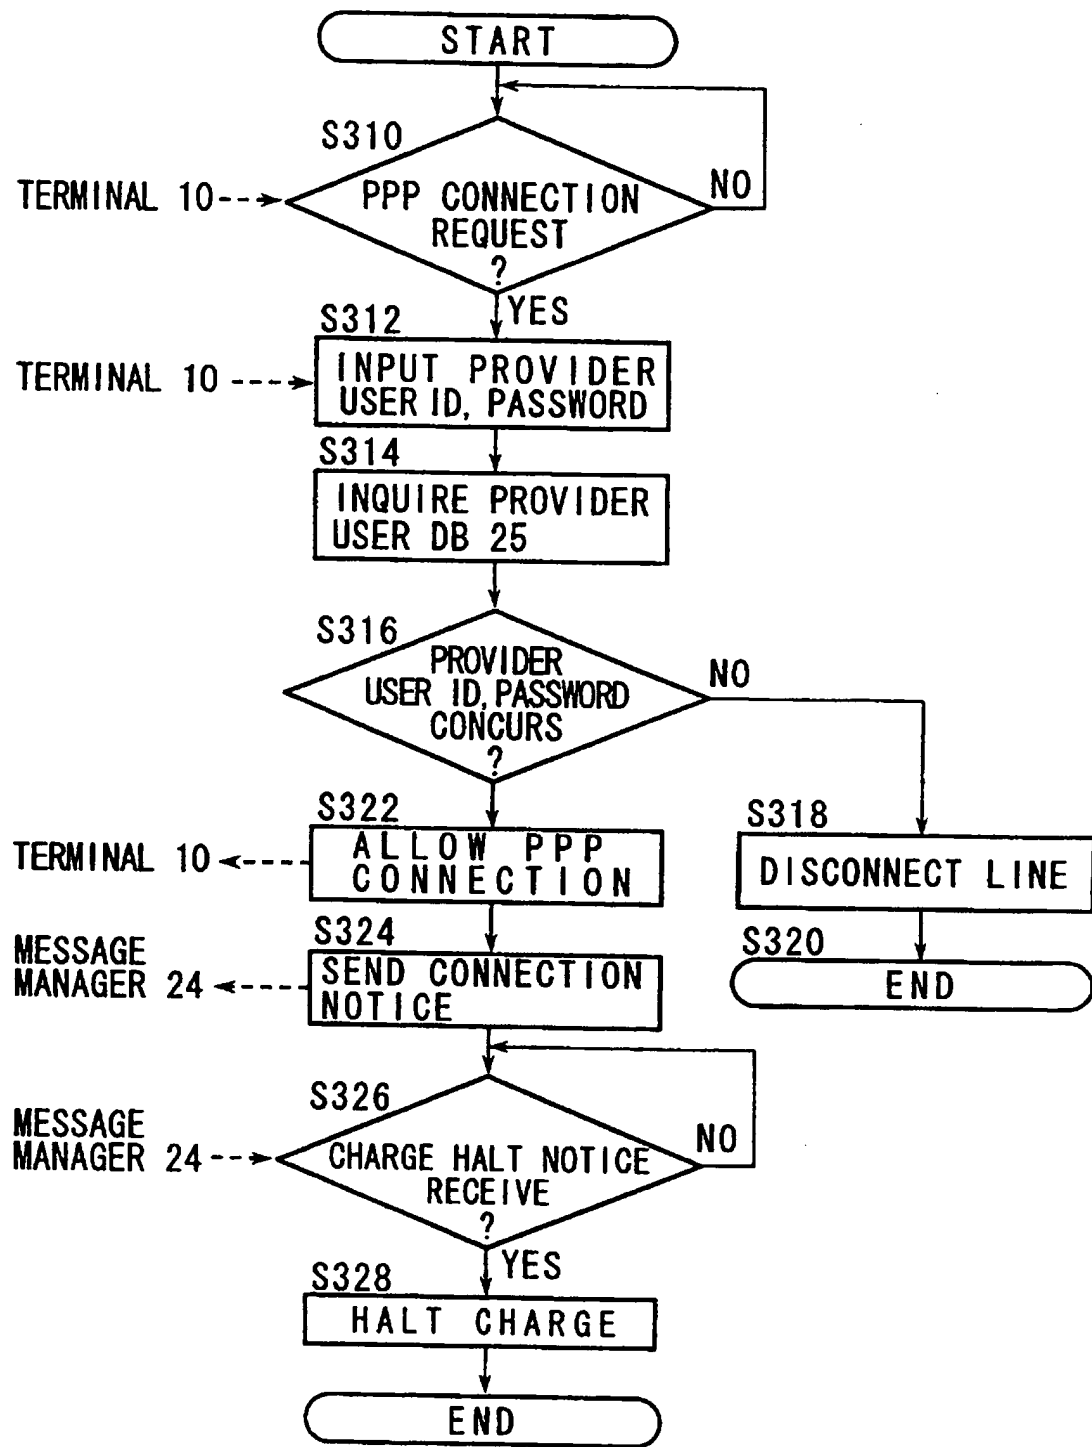 START
S310
TERMINAL 10
PPP CONNECTION
REQUEST
?
NO
YES
S312
TERMINAL 10
INPUT PROVIDER
USER ID, PASSWORD
S314
INQUIRE PROVIDER
USER DB 25
S316
PROVIDER
USER ID, PASSWORD
CONCURS
?
NO
S322
TERMINAL 10
ALLOW PPP
CONNECTION
S318
DISCONNECT LINE
S324
MESSAGE
MANAGER 24
SEND CONNECTION
NOTICE
S320
END
S326
MESSAGE
MANAGER 24
CHARGE HALT NOTICE
RECEIVE
?
NO
YES
S328
HALT CHARGE
END